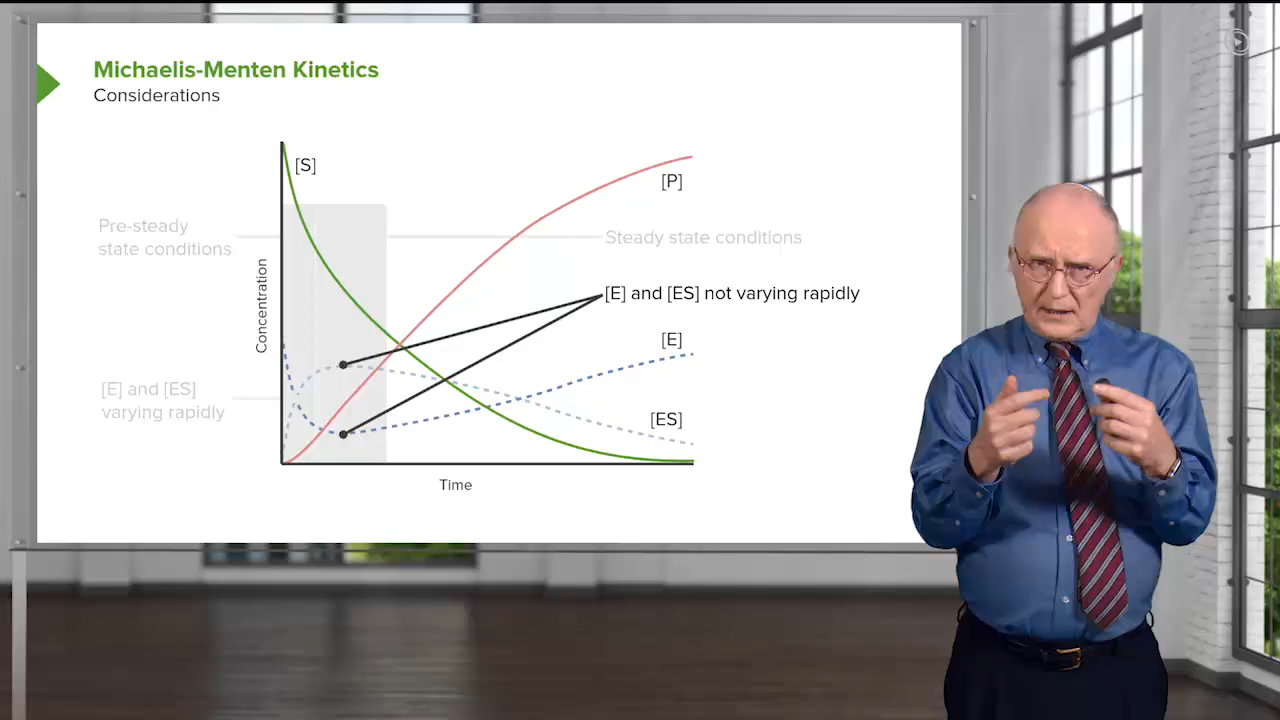 Michaelis-Menten Kinetics
Considerations
[S]
[P]
Pre-steady
state conditions
Steady state conditions
Concentration
[E] and [ES] not varying rapidly
[E]
[E] and [ES]
varying rapidly
[ES]
Time